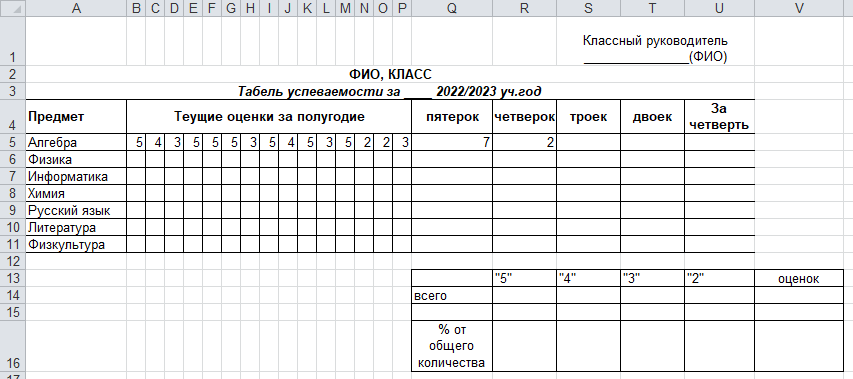 A B C D E F G H I J K L M N O P Q R S T U V
1 Классный руководитель
_______________(ФИО)
2 ФИО, КЛАСС
3 Табель успеваемости за ____ 2022/2023 уч.год
4 Предмет Теущие оценки за полугодие пятерок четверок троек двоек За четверть
5 Алгебра 5 4 3 5 5 5 3 5 4 5 3 5 2 2 3 7 2
6 Физика
7 Информатика
8 Химия
9 Русский язык
10 Литература
11 Физкультура
12
13 "5" "4" "3" "2" оценок
14 всего
15
16 % от
общего
количества